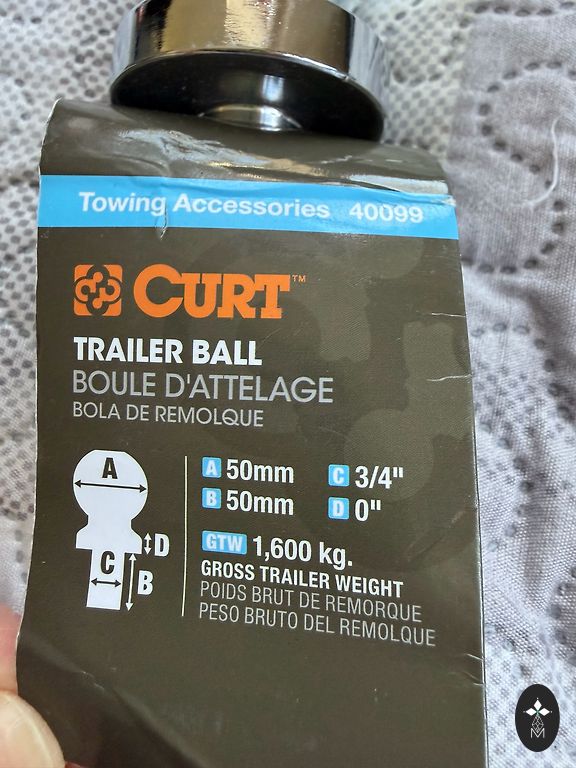 Towing Accessories 40099
CURT™
TRAILER BALL
BOULE D'ATTELAGE
BOLA DE REMOLQUE
A
D
C
B
A 50mm C 3/4"
B 50mm D 0"
GTW 1,600 kg.
GROSS TRAILER WEIGHT
POIDS BRUT DE REMORQUE
PESO BRUTO DEL REMOLQUE
M